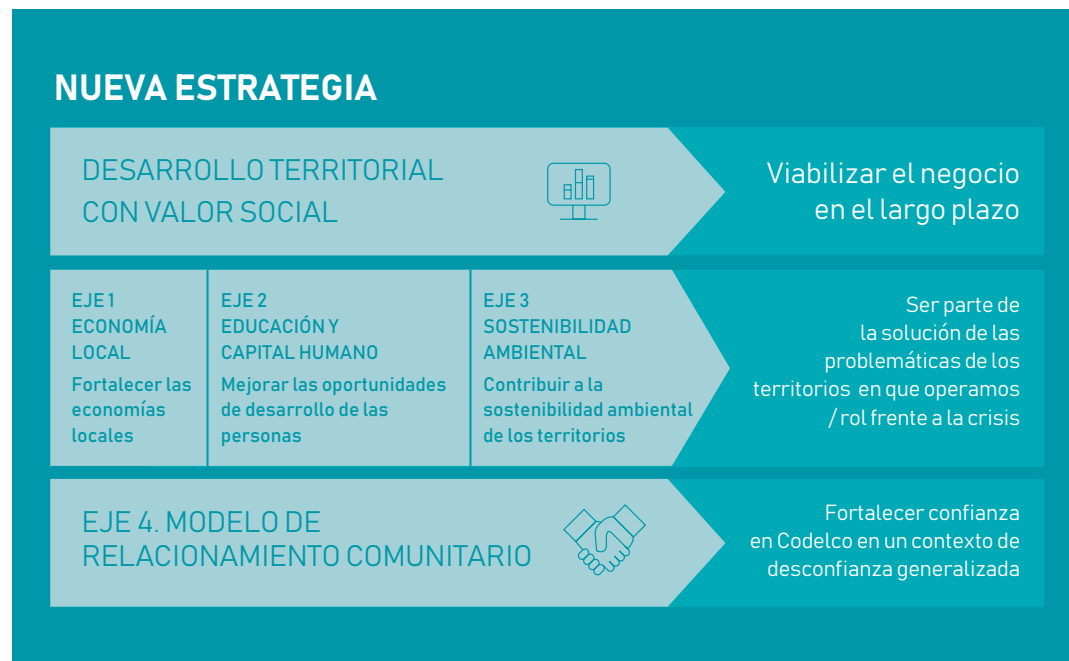 NUEVA ESTRATEGIA
DESARROLLO TERRITORIAL
CON VALOR SOCIAL
Viabilizar el negocio
en el largo plazo
EJE 1
ECONOMÍA
LOCAL
Fortalecer las
economías
locales
EJE 2
EDUCACIÓN Y
CAPITAL HUMANO
Mejorar las oportunidades
de desarrollo de las
personas
EJE 3
SOSTENIBILIDAD
AMBIENTAL
Contribuir a la
sostenibilidad ambiental
de los territorios
Ser parte de
la solución de las
problemáticas de los
territorios en que operamos
/ rol frente a la crisis
EJE 4. MODELO DE
RELACIONAMIENTO COMUNITARIO
Fortalecer confianza
en Codelco en un contexto de
desconfianza generalizada